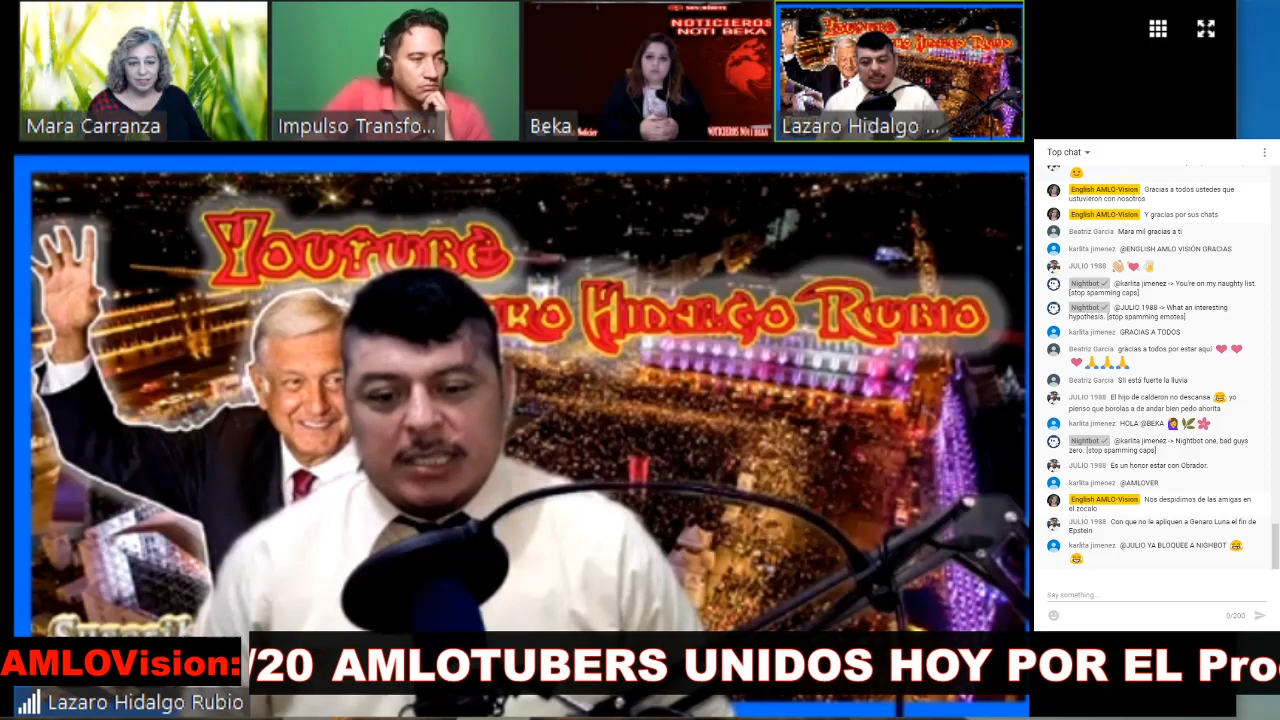 NOTICIEROS
NOTI BEKA
Mara Carranza
Impulso Transfo...
Beka
NOTICIEROS NOTI BEKA
Lazaro Hidalgo ...
YOUTUBE
HIDALGO RUBIO
Top chat
English AMLO-Vision Gracias a todos ustedes que
ustuvieron con nosotros
English AMLO-Vision Y gracias por sus chats
Beatriz Garcia Mara mil gracias a ti
karlita jimenez @ENGLISH AMLO VISIÓN GRACIAS
JULIO 1988 👏🏼 💓 🍻
Nightbot ✓ @karlita jimenez -> You're on my naughty list.
[stop spamming caps]
Nightbot ✓ @JULIO 1988 -> What an interesting
hypothesis. [stop spamming emotes]
karlita jimenez GRACIAS A TODOS
Beatriz Garcia gracias a todos por estar aquí ❤ ❤
❤ 🙏🙏🙏
Beatriz Garcia SIi está fuerte la lluvia
JULIO 1988 El hijo de calderon no descansa 😂 yo
pienso que borolas a de andar bien pedo ahorita
karlita jimenez HOLA @BEKA 🙋 🌿 🌸
Nightbot ✓ @karlita jimenez -> Nightbot one, bad guys
zero. [stop spamming caps]
JULIO 1988 Es un honor estar con Obrador.
karlita jimenez @AMLOVER
English AMLO-Vision Nos despidimos de las amigas en
el zocalo
JULIO 1988 Con que no le apliquen a Genaro Luna el fin de
Epstein
karlita jimenez @JULIO YA BLOQUEE A NIGHBOT 😂
😂
Say something...
0/200
AMLOVision: /20 AMLOTUBERS UNIDOS HOY POR EL Pro
Lazaro Hidalgo Rubio